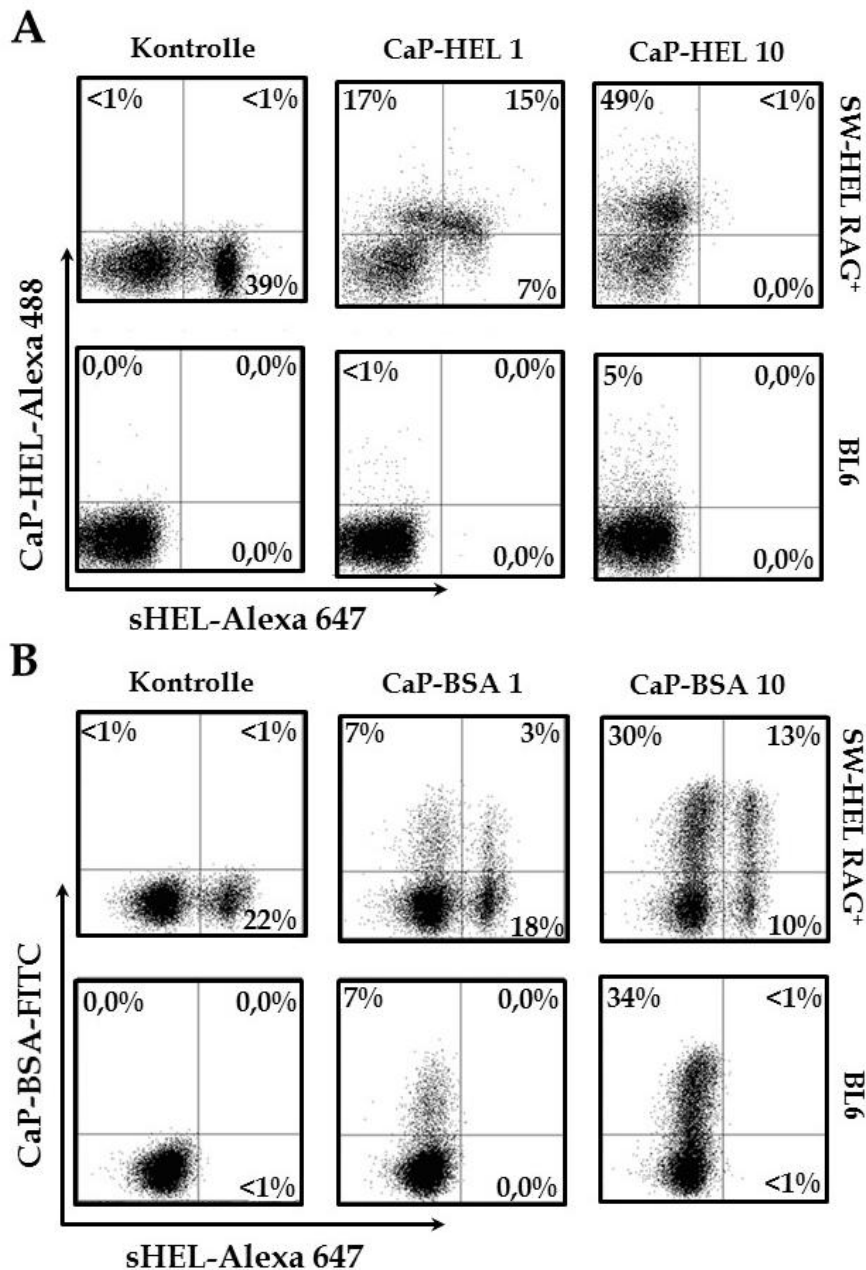 A
Kontrolle
CaP-HEL 1
CaP-HEL 10
<1% <1%
39%
17% 15%
7%
49% <1%
0,0%
SW-HEL RAG⁺
0,0% 0,0%
0,0%
<1% 0,0%
0,0%
5% 0,0%
0,0%
BL6
CaP-HEL-Alexa 488
sHEL-Alexa 647
B
Kontrolle
CaP-BSA 1
CaP-BSA 10
<1% <1%
22%
7% 3%
18%
30% 13%
10%
SW-HEL RAG⁺
0,0% 0,0%
<1%
7% 0,0%
0,0%
34% <1%
<1%
BL6
CaP-BSA-FITC
sHEL-Alexa 647